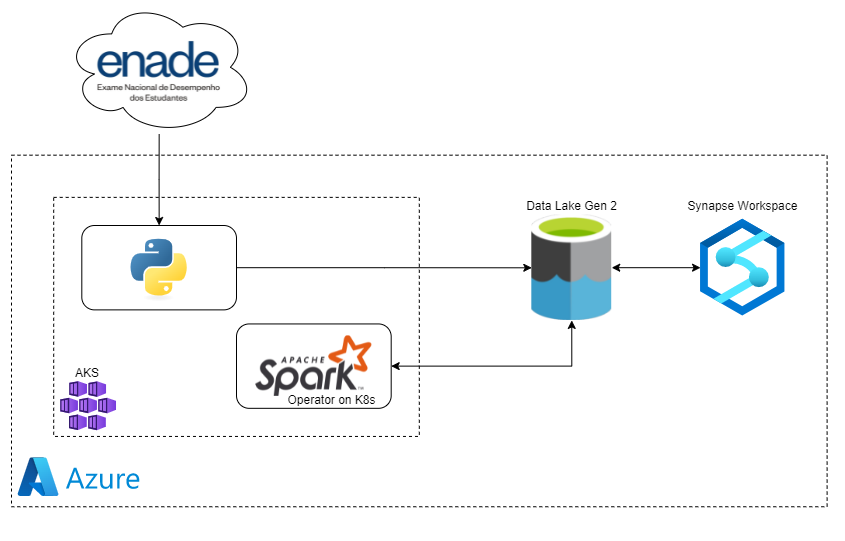 enade
Exame Nacional de Desempenho
dos Estudantes
Data Lake Gen 2
Synapse Workspace
APACHE
Spark™
Operator on K8s
AKS
Azure